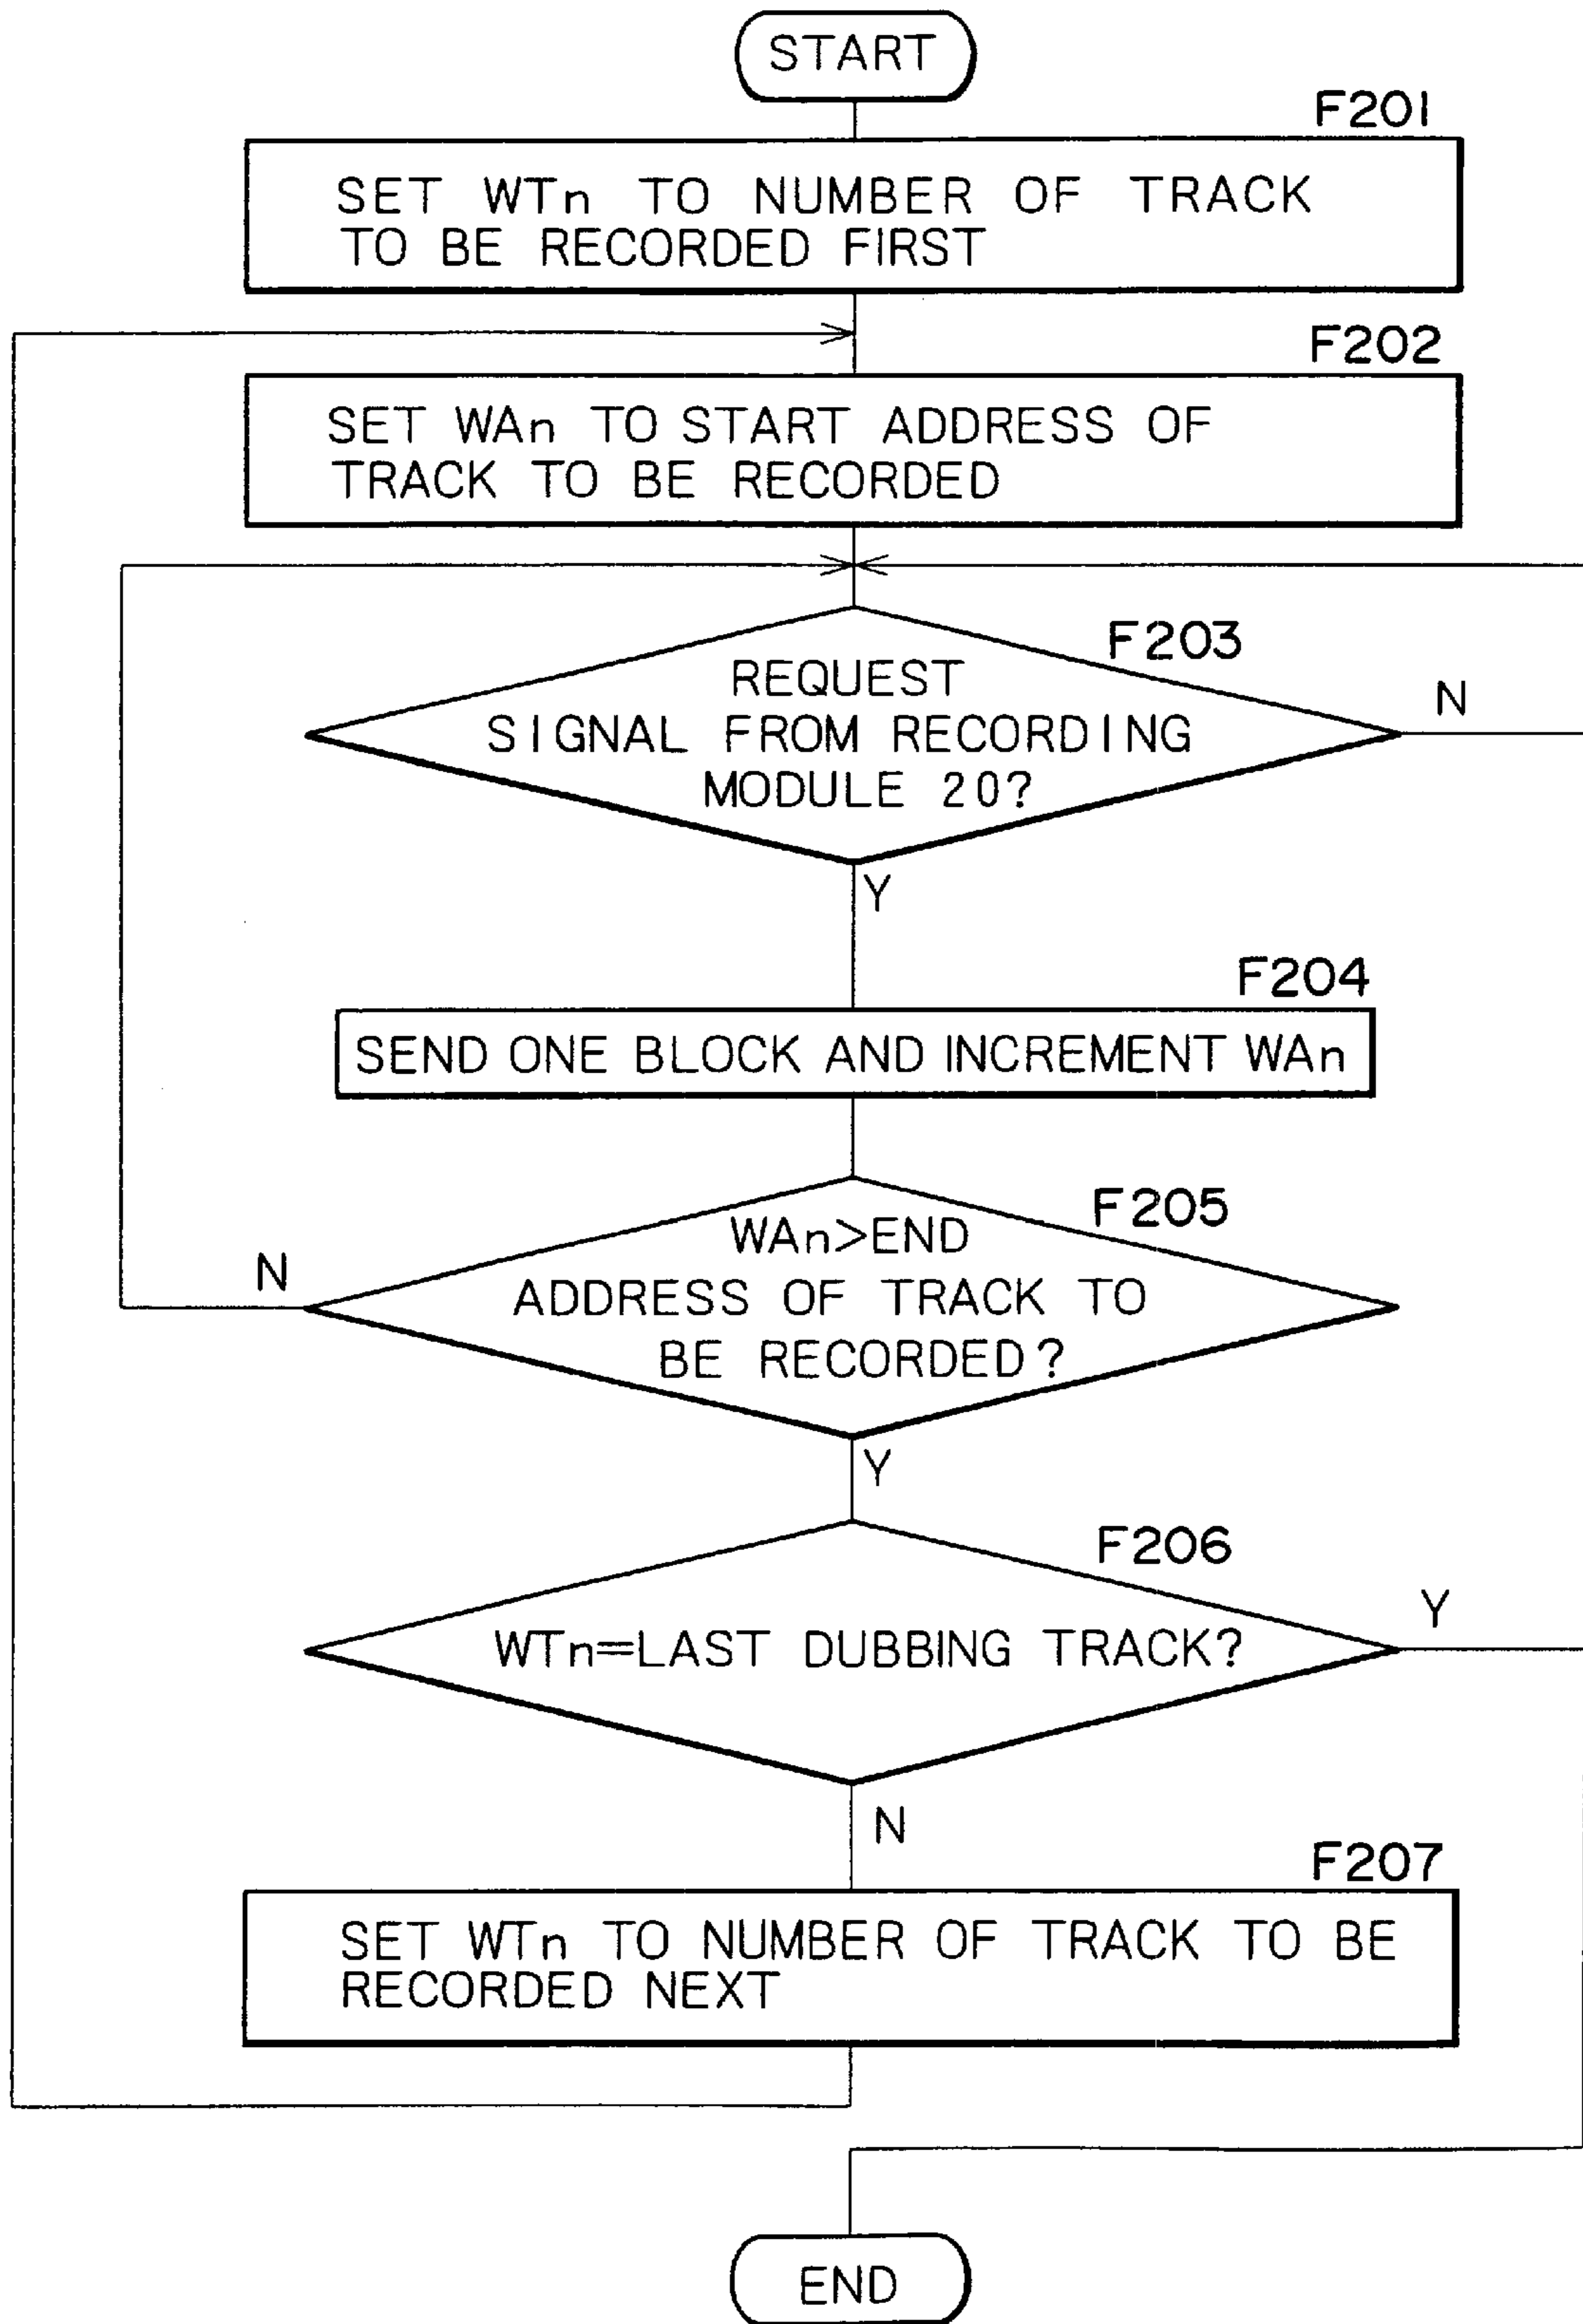 START
F201
SET WTn TO NUMBER OF TRACK
TO BE RECORDED FIRST
F202
SET WAn TO START ADDRESS OF
TRACK TO BE RECORDED
F203
REQUEST
SIGNAL FROM RECORDING
MODULE 20?
N
Y
F204
SEND ONE BLOCK AND INCREMENT WAn
F205
WAn>END
ADDRESS OF TRACK TO
BE RECORDED?
N
Y
F206
WTn=LAST DUBBING TRACK?
Y
N
F207
SET WTn TO NUMBER OF TRACK TO BE
RECORDED NEXT
END